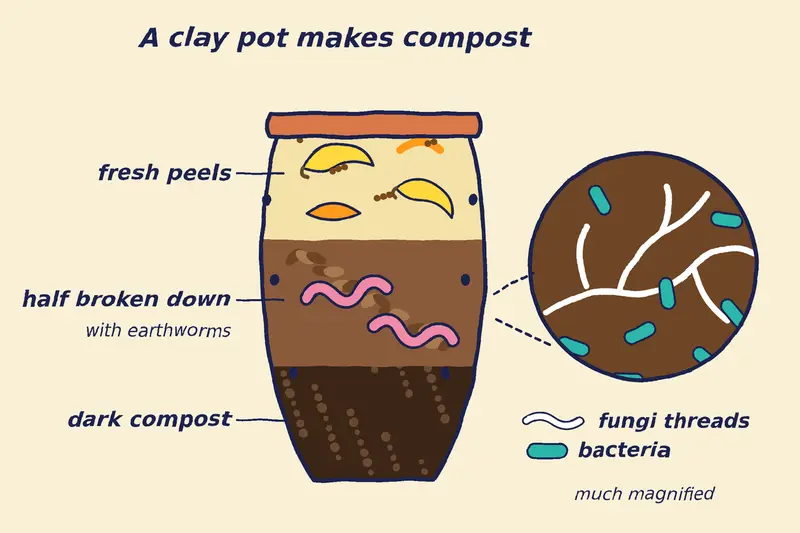 A clay pot makes compost
fresh peels
half broken down
with earthworms
dark compost
fungi threads
bacteria
much magnified